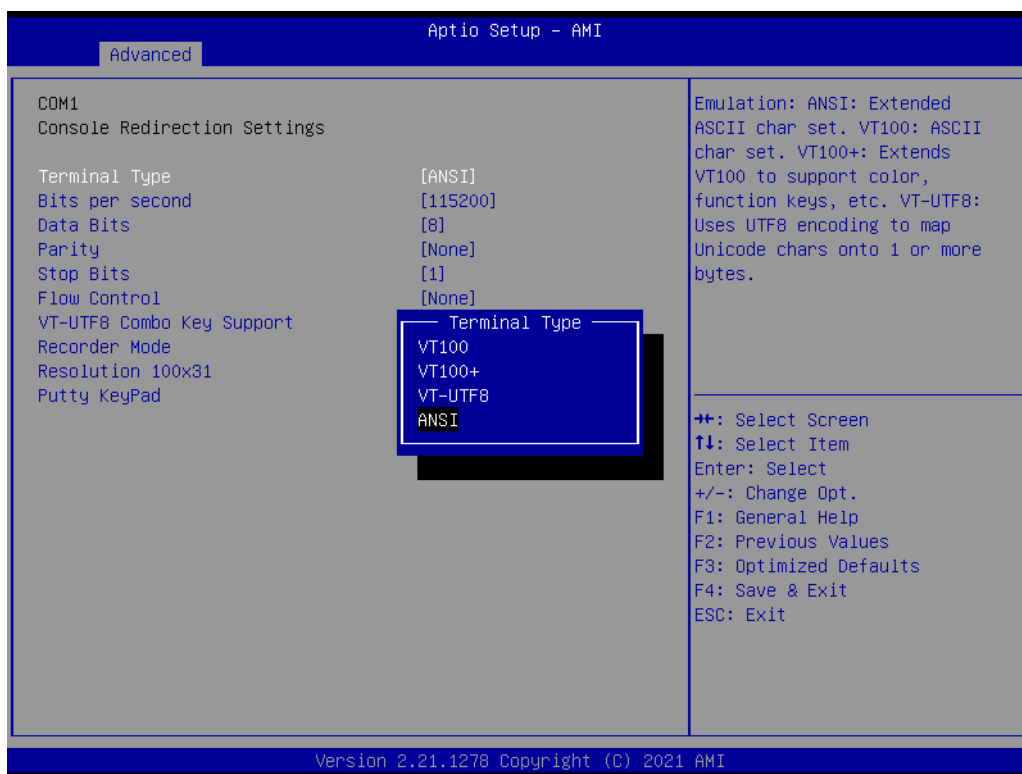 Aptio Setup – AMI
Advanced
COM1
Console Redirection Settings
Terminal Type [ANSI]
Bits per second [115200]
Data Bits [8]
Parity [None]
Stop Bits [1]
Flow Control [None]
VT-UTF8 Combo Key Support
Recorder Mode
Resolution 100x31
Putty KeyPad
Terminal Type
VT100
VT100+
VT-UTF8
ANSI
Emulation: ANSI: Extended
ASCII char set. VT100: ASCII
char set. VT100+: Extends
VT100 to support color,
function keys, etc. VT-UTF8:
Uses UTF8 encoding to map
Unicode chars onto 1 or more
bytes.
→←: Select Screen
↑↓: Select Item
Enter: Select
+/-: Change Opt.
F1: General Help
F2: Previous Values
F3: Optimized Defaults
F4: Save & Exit
ESC: Exit
Version 2.21.1278 Copyright (C) 2021 AMI